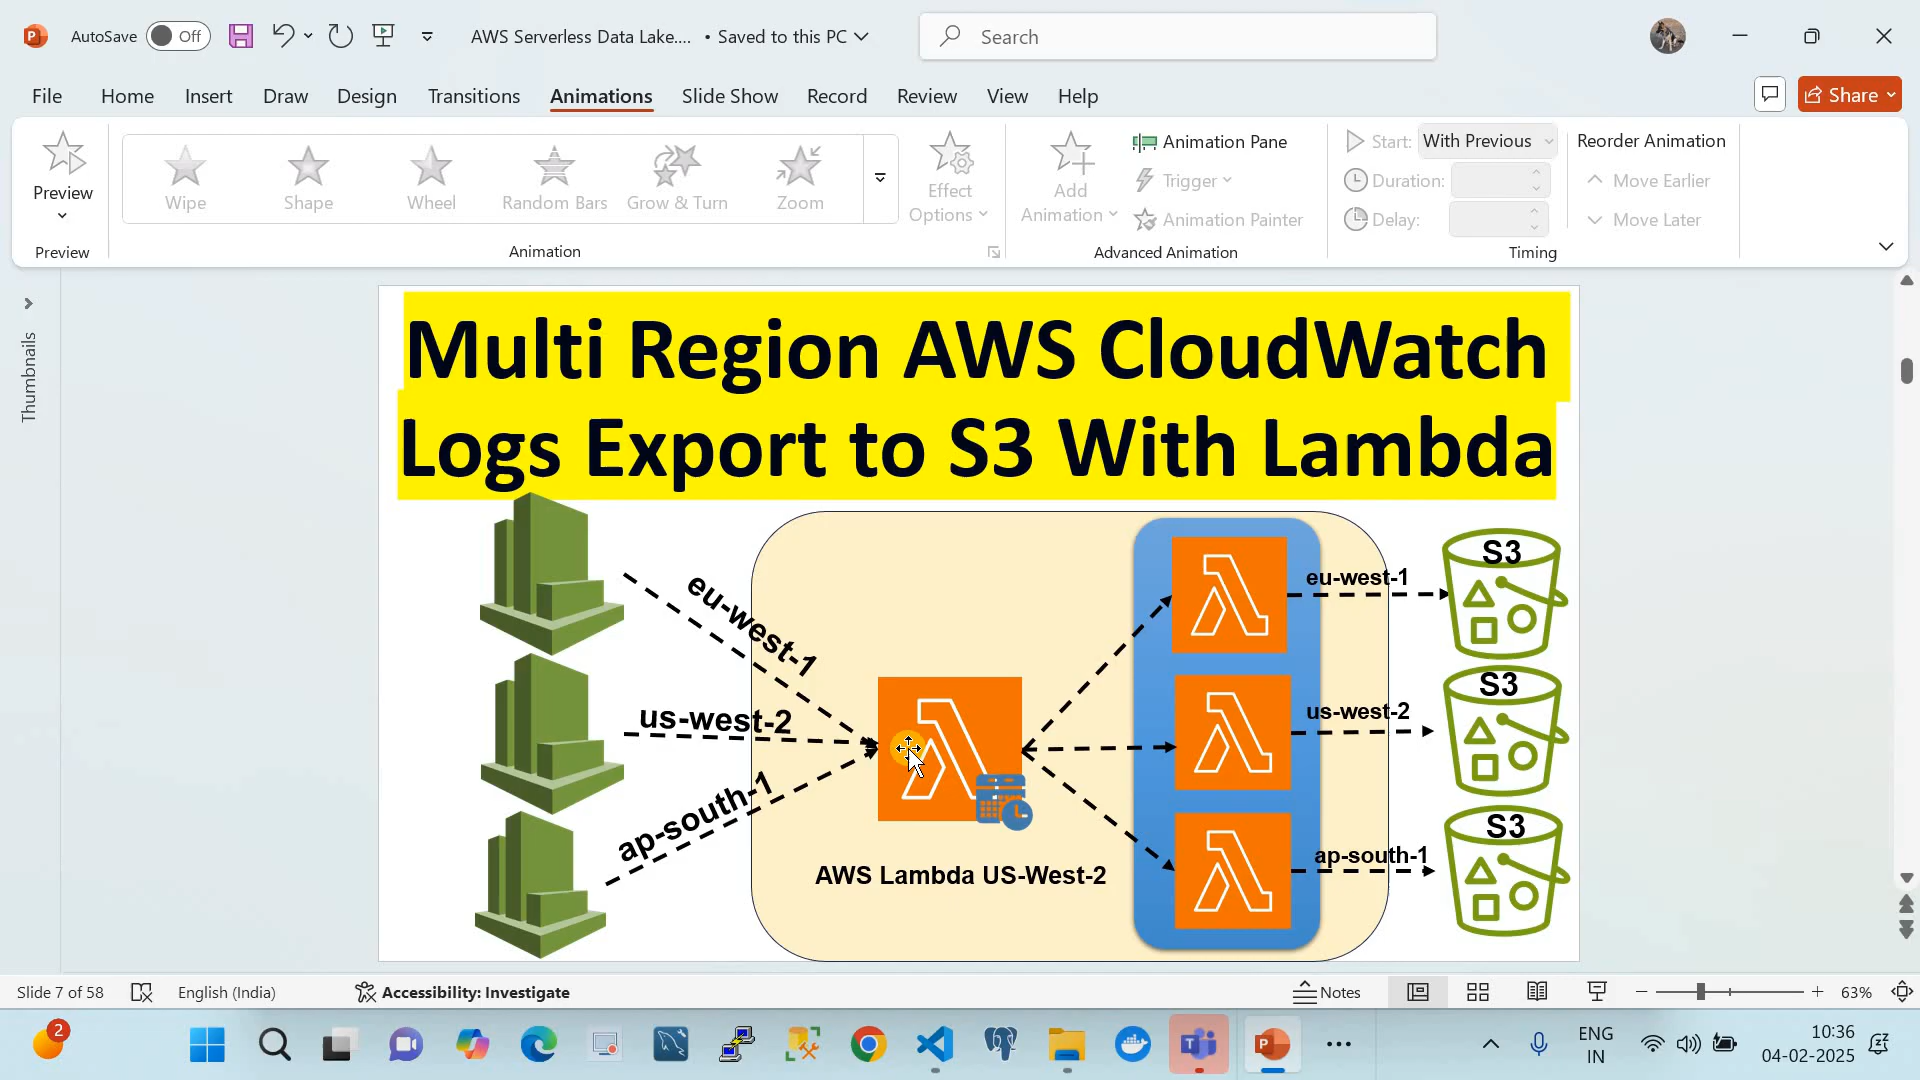 AutoSave Off AWS Serverless Data Lake.... • Saved to this PC Search
File Home Insert Draw Design Transitions Animations Slide Show Record Review View Help Share
Preview
Preview
Wipe Shape Wheel Random Bars Grow & Turn Zoom
Animation
Effect
Options
Add
Animation
Animation Pane
Trigger
Animation Painter
Advanced Animation
Start: With Previous
Duration:
Delay:
Reorder Animation
Move Earlier
Move Later
Timing
Thumbnails
Multi Region AWS CloudWatch
Logs Export to S3 With Lambda
eu-west-1
us-west-2
ap-south-1
AWS Lambda US-West-2
eu-west-1
us-west-2
ap-south-1
S3
S3
S3
Slide 7 of 58 English (India) Accessibility: Investigate Notes 63%
2
ENG
IN
10:36
04-02-2025